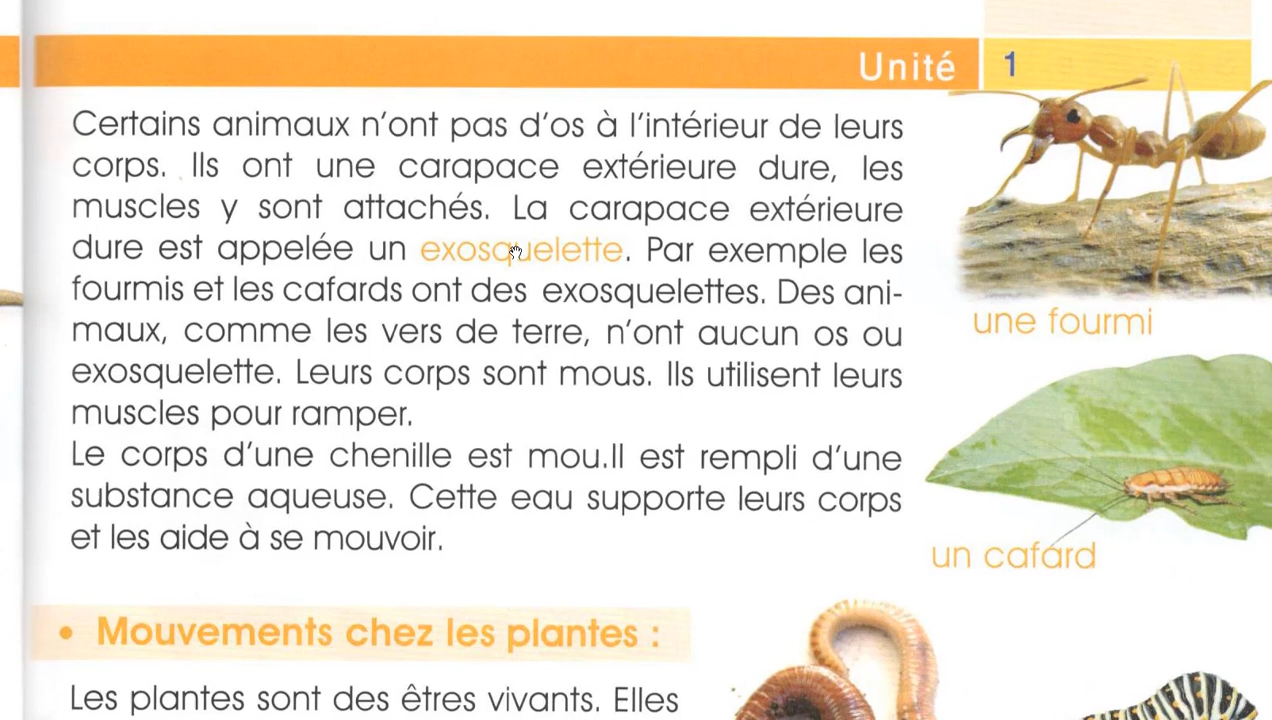 Unité 1
Certains animaux n'ont pas d'os à l'intérieur de leurs
corps. Ils ont une carapace extérieure dure, les
muscles y sont attachés. La carapace extérieure
dure est appelée un exosquelette. Par exemple les
fourmis et les cafards ont des exosquelettes. Des ani-
maux, comme les vers de terre, n'ont aucun os ou
exosquelette. Leurs corps sont mous. Ils utilisent leurs
muscles pour ramper.
Le corps d'une chenille est mou.Il est rempli d'une
substance aqueuse. Cette eau supporte leurs corps
et les aide à se mouvoir.
une fourmi
un cafard
• Mouvements chez les plantes :
Les plantes sont des êtres vivants. Elles